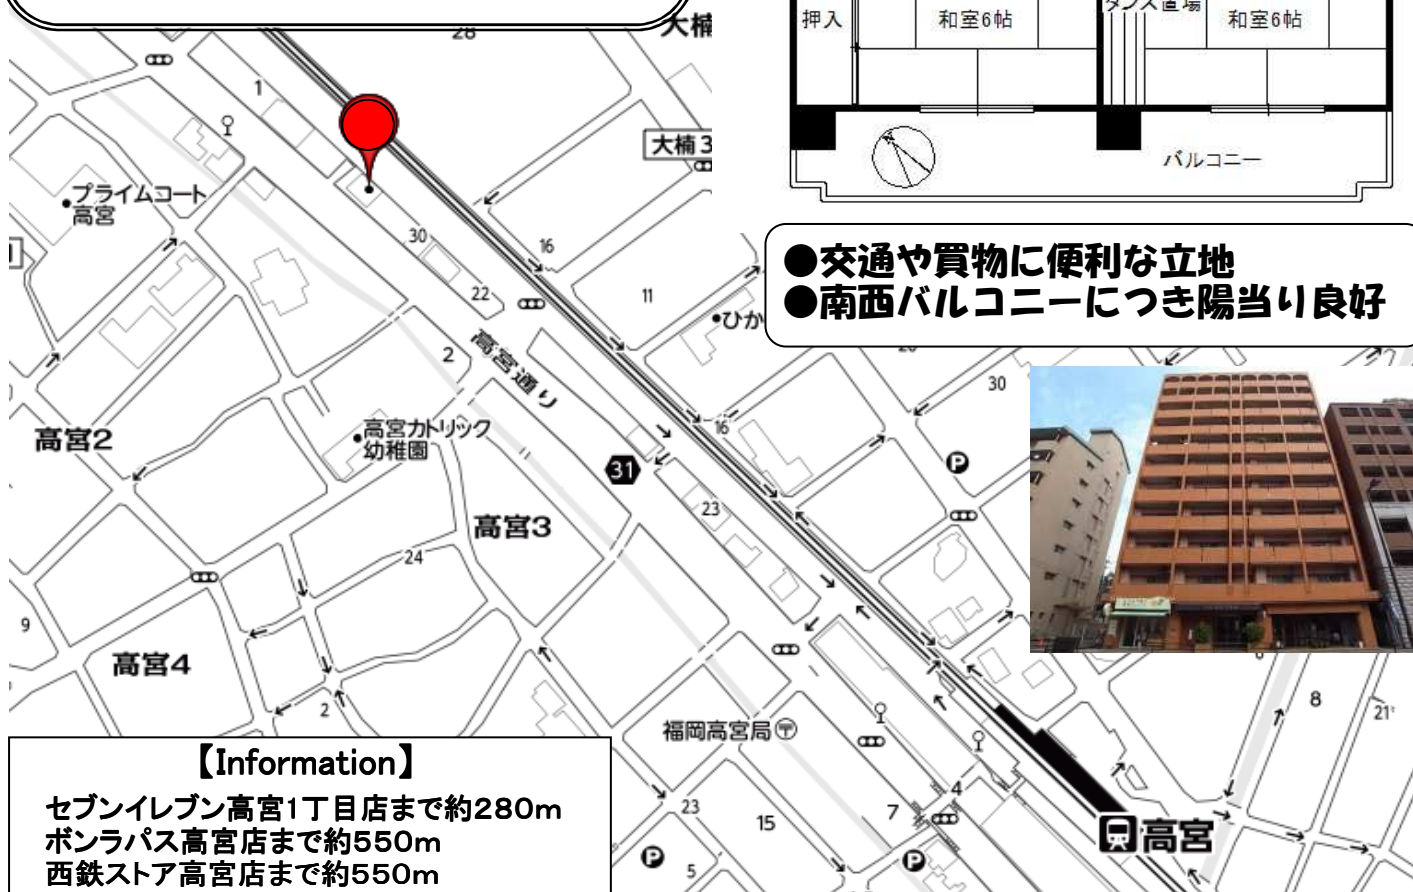 押入
和室6帖
タンス置場
和室6帖
バルコニー
28
大楠
1
大楠3
プライムコート
高宮
30
16
22
11
ひか
●交通や買物に便利な立地
●南西バルコニーにつき陽当り良好
高宮通り
2
30
16
高宮2
高宮カトリック
幼稚園
P
31
23
高宮3
24
9
高宮4
2
福岡高宮局
8
21
4
7
23
15
高宮
P
5
P
【Information】
セブンイレブン高宮1丁目店まで約280m
ボンラパス高宮店まで約550m
西鉄ストア高宮店まで約550m